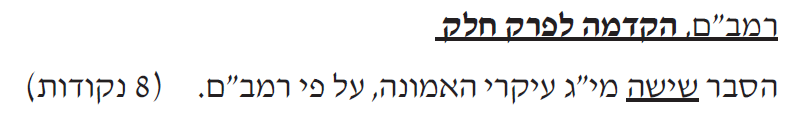 רמב"ם, הקדמה לפרק חלק
הסבר שישה מי"ג עיקרי האמונה, על פי רמב"ם. (8 נקודות)